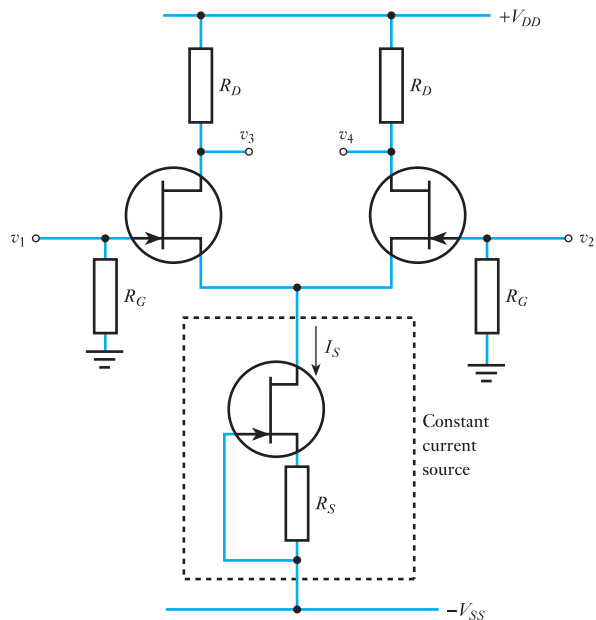 +V_DD
R_D
R_D
v_3
v_4
v_1
v_2
R_G
R_G
I_S
Constant
current
source
R_S
−V_SS